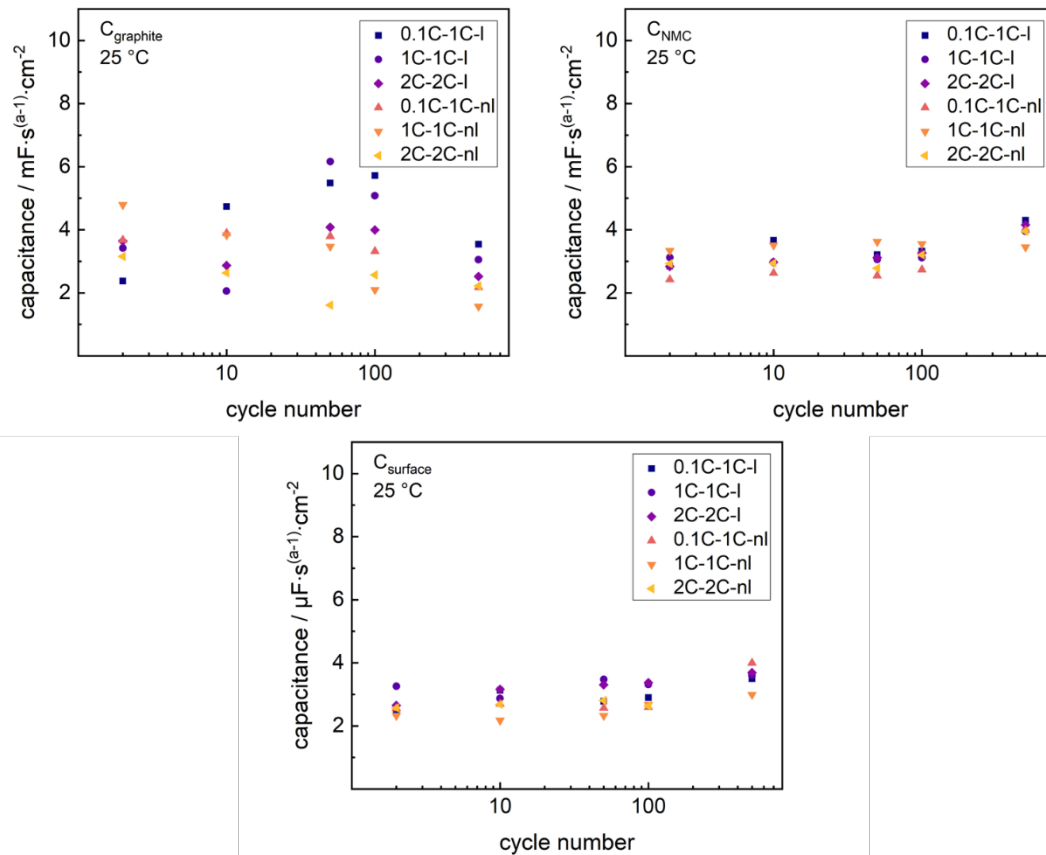 C_graphite
25 °C
0.1C-1C-l
1C-1C-l
2C-2C-l
0.1C-1C-nl
1C-1C-nl
2C-2C-nl
10
8
6
4
2
capacitance / mF·s^(a-1)·cm^-2
10 100
cycle number
C_NMC
25 °C
0.1C-1C-l
1C-1C-l
2C-2C-l
0.1C-1C-nl
1C-1C-nl
2C-2C-nl
10
8
6
4
2
capacitance / mF·s^(a-1)·cm^-2
10 100
cycle number
C_surface
25 °C
0.1C-1C-l
1C-1C-l
2C-2C-l
0.1C-1C-nl
1C-1C-nl
2C-2C-nl
10
8
6
4
2
capacitance / µF·s^(a-1)·cm^-2
10 100
cycle number